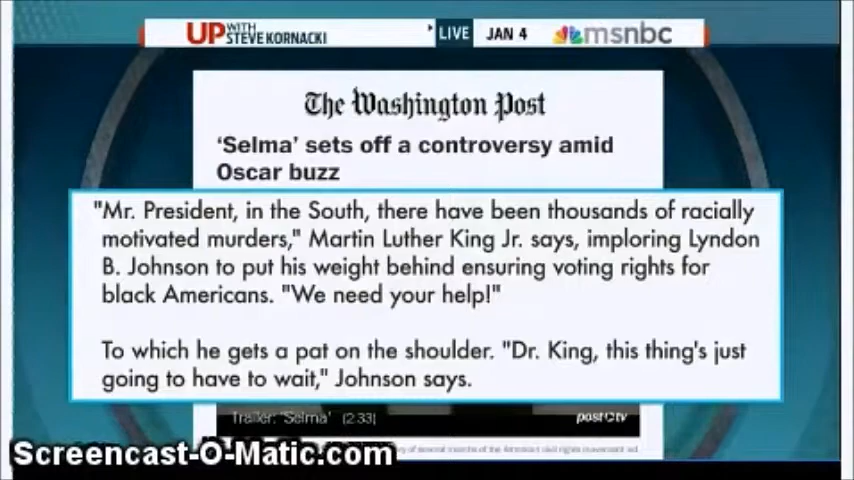 UP WITH STEVE KORNACKI
LIVE JAN 4 msnbc
The Washington Post
'Selma' sets off a controversy amid
Oscar buzz
"Mr. President, in the South, there have been thousands of racially
motivated murders," Martin Luther King Jr. says, imploring Lyndon
B. Johnson to put his weight behind ensuring voting rights for
black Americans. "We need your help!"
To which he gets a pat on the shoulder. "Dr. King, this thing's just
going to have to wait," Johnson says.
Trailer: 'Selma' (2:33) postTV
Screencast-O-Matic.com